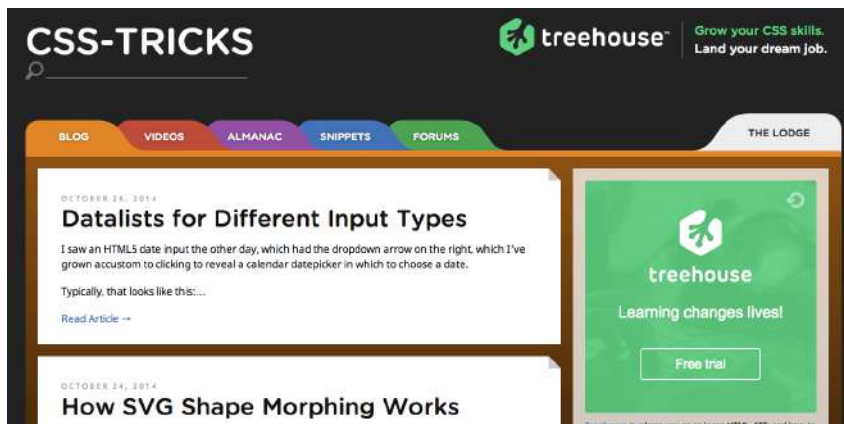 CSS-TRICKS
treehouse
Grow your CSS skills.
Land your dream job.
BLOG
VIDEOS
ALMANAC
SNIPPETS
FORUMS
THE LODGE
Datalists for Different Input Types
I saw an HTML5 date input the other day, which had the dropdown arrow on the right, which I've
grown accustom to clicking to reveal a calendar datepicker in which to choose a date.
Typically, that looks like this:...
Read Article →
OCTOBER 24, 2014
How SVG Shape Morphing Works
treehouse
Learning changes lives!
Free trial